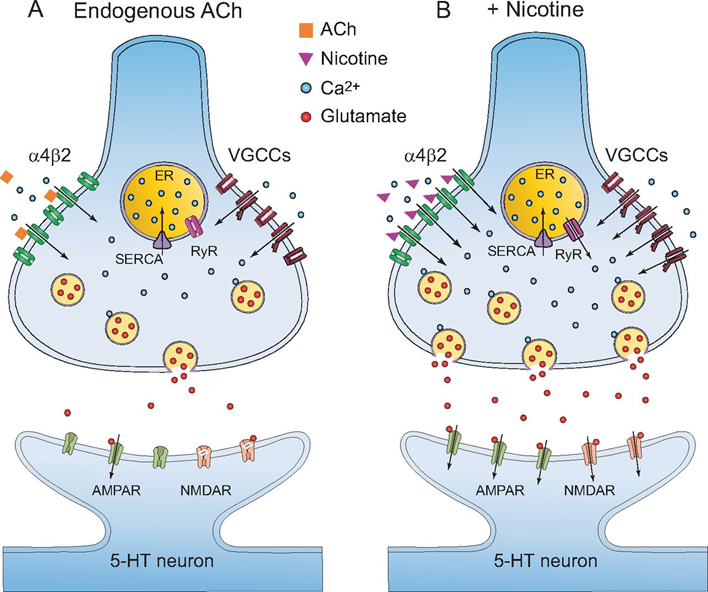 A Endogenous ACh
ACh
Nicotine
Ca2+
Glutamate
α4β2
VGCCs
ER
SERCA
RyR
AMPAR
NMDAR
5-HT neuron
B + Nicotine
α4β2
VGCCs
ER
SERCA
RyR
AMPAR
NMDAR
5-HT neuron